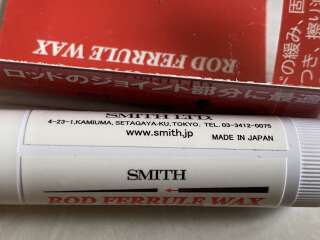 ROD FERRULE WAX
の緩み、固
つき、擦り
ロッドのジョイント部分に最適
SMITH LTD.
4-23-1,KAMIUMA, SETAGAYA-KU,TOKYO. TEL.03-3412-0075
www.smith.jp MADE IN JAPAN
SMITH
ROD FERRULE WAX